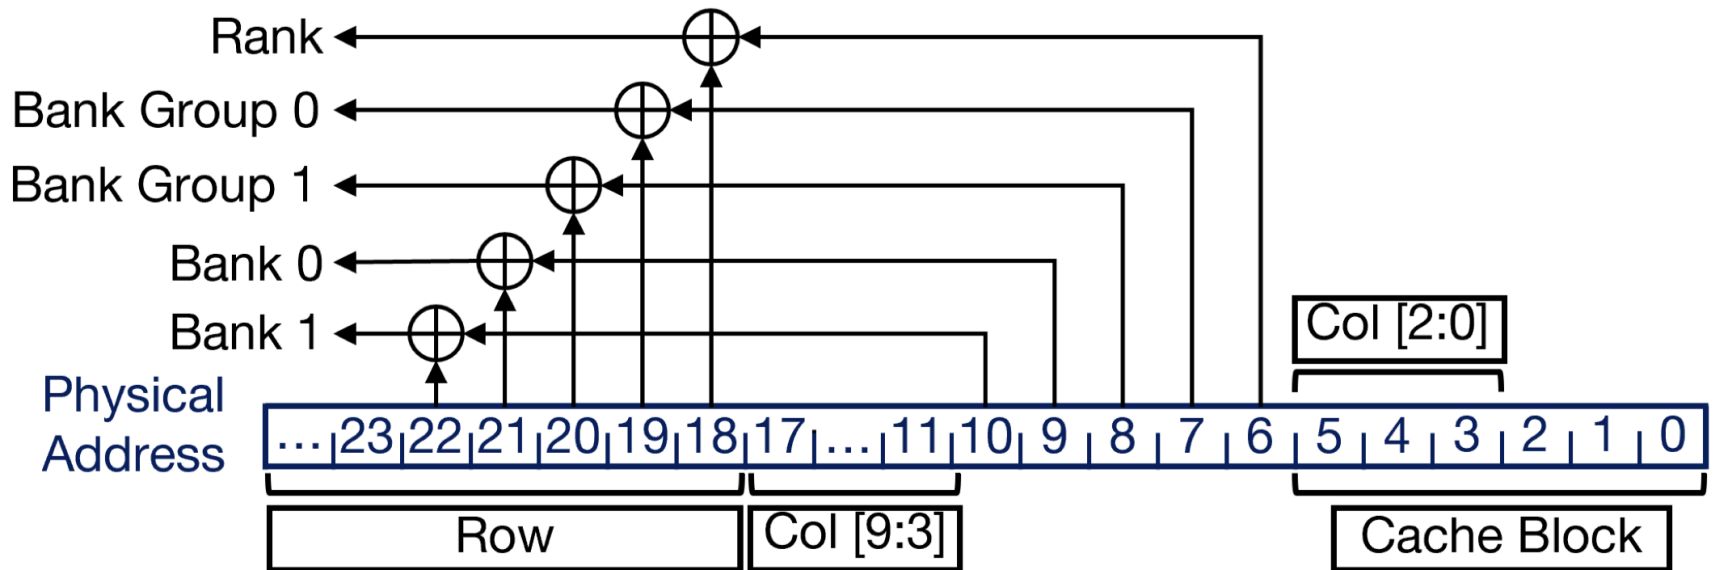 Rank
Bank Group 0
Bank Group 1
Bank 0
Bank 1
Col [2:0]
Physical
Address
... 23 22 21 20 19 18 17 ... 11 10 9 8 7 6 5 4 3 2 1 0
Row
Col [9:3]
Cache Block